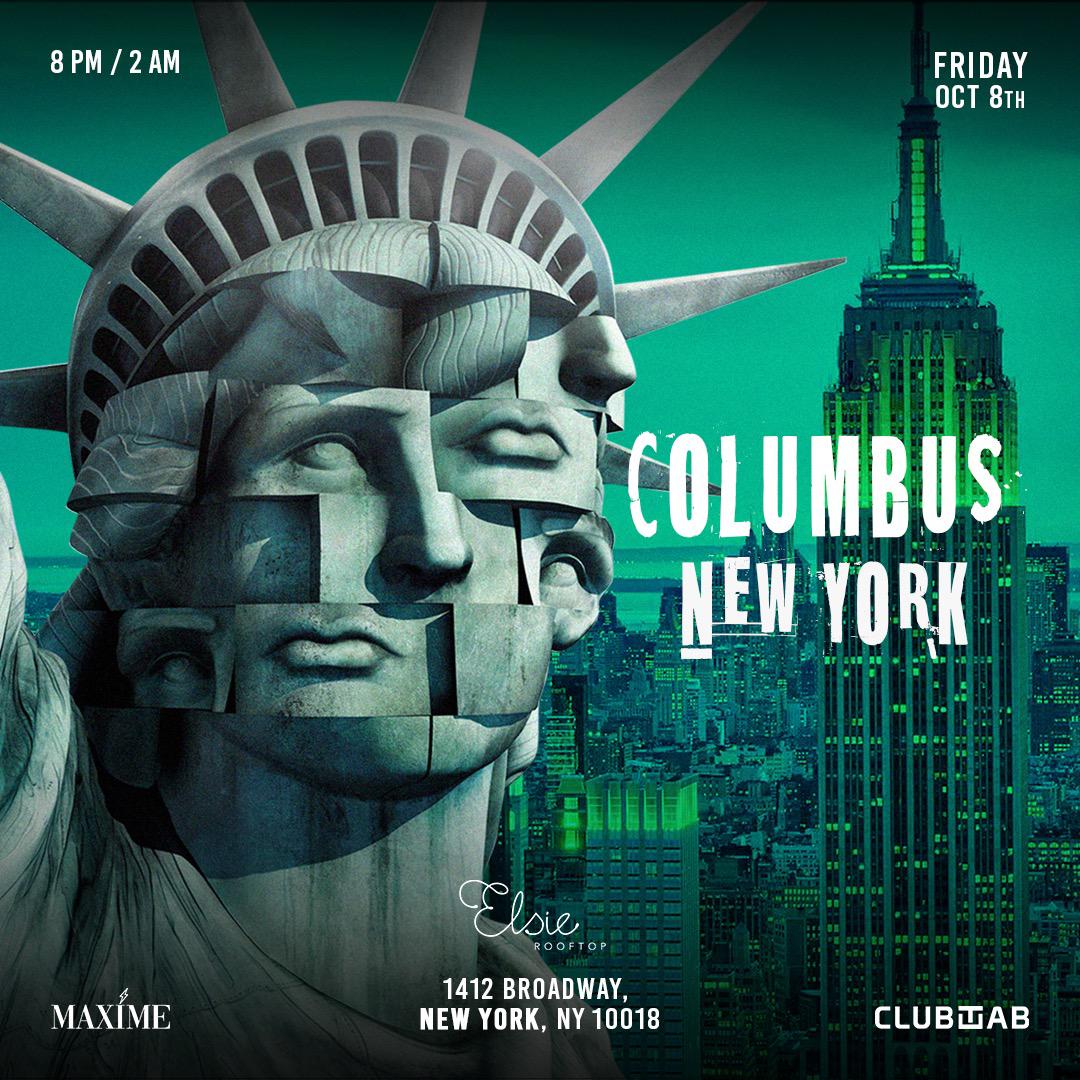 8 PM / 2 AM
FRIDAY
OCT 8TH
COLUMBUS
NEW YORK
Elsie
ROOFTOP
1412 BROADWAY,
NEW YORK, NY 10018
MAXIME
CLUBTTAB